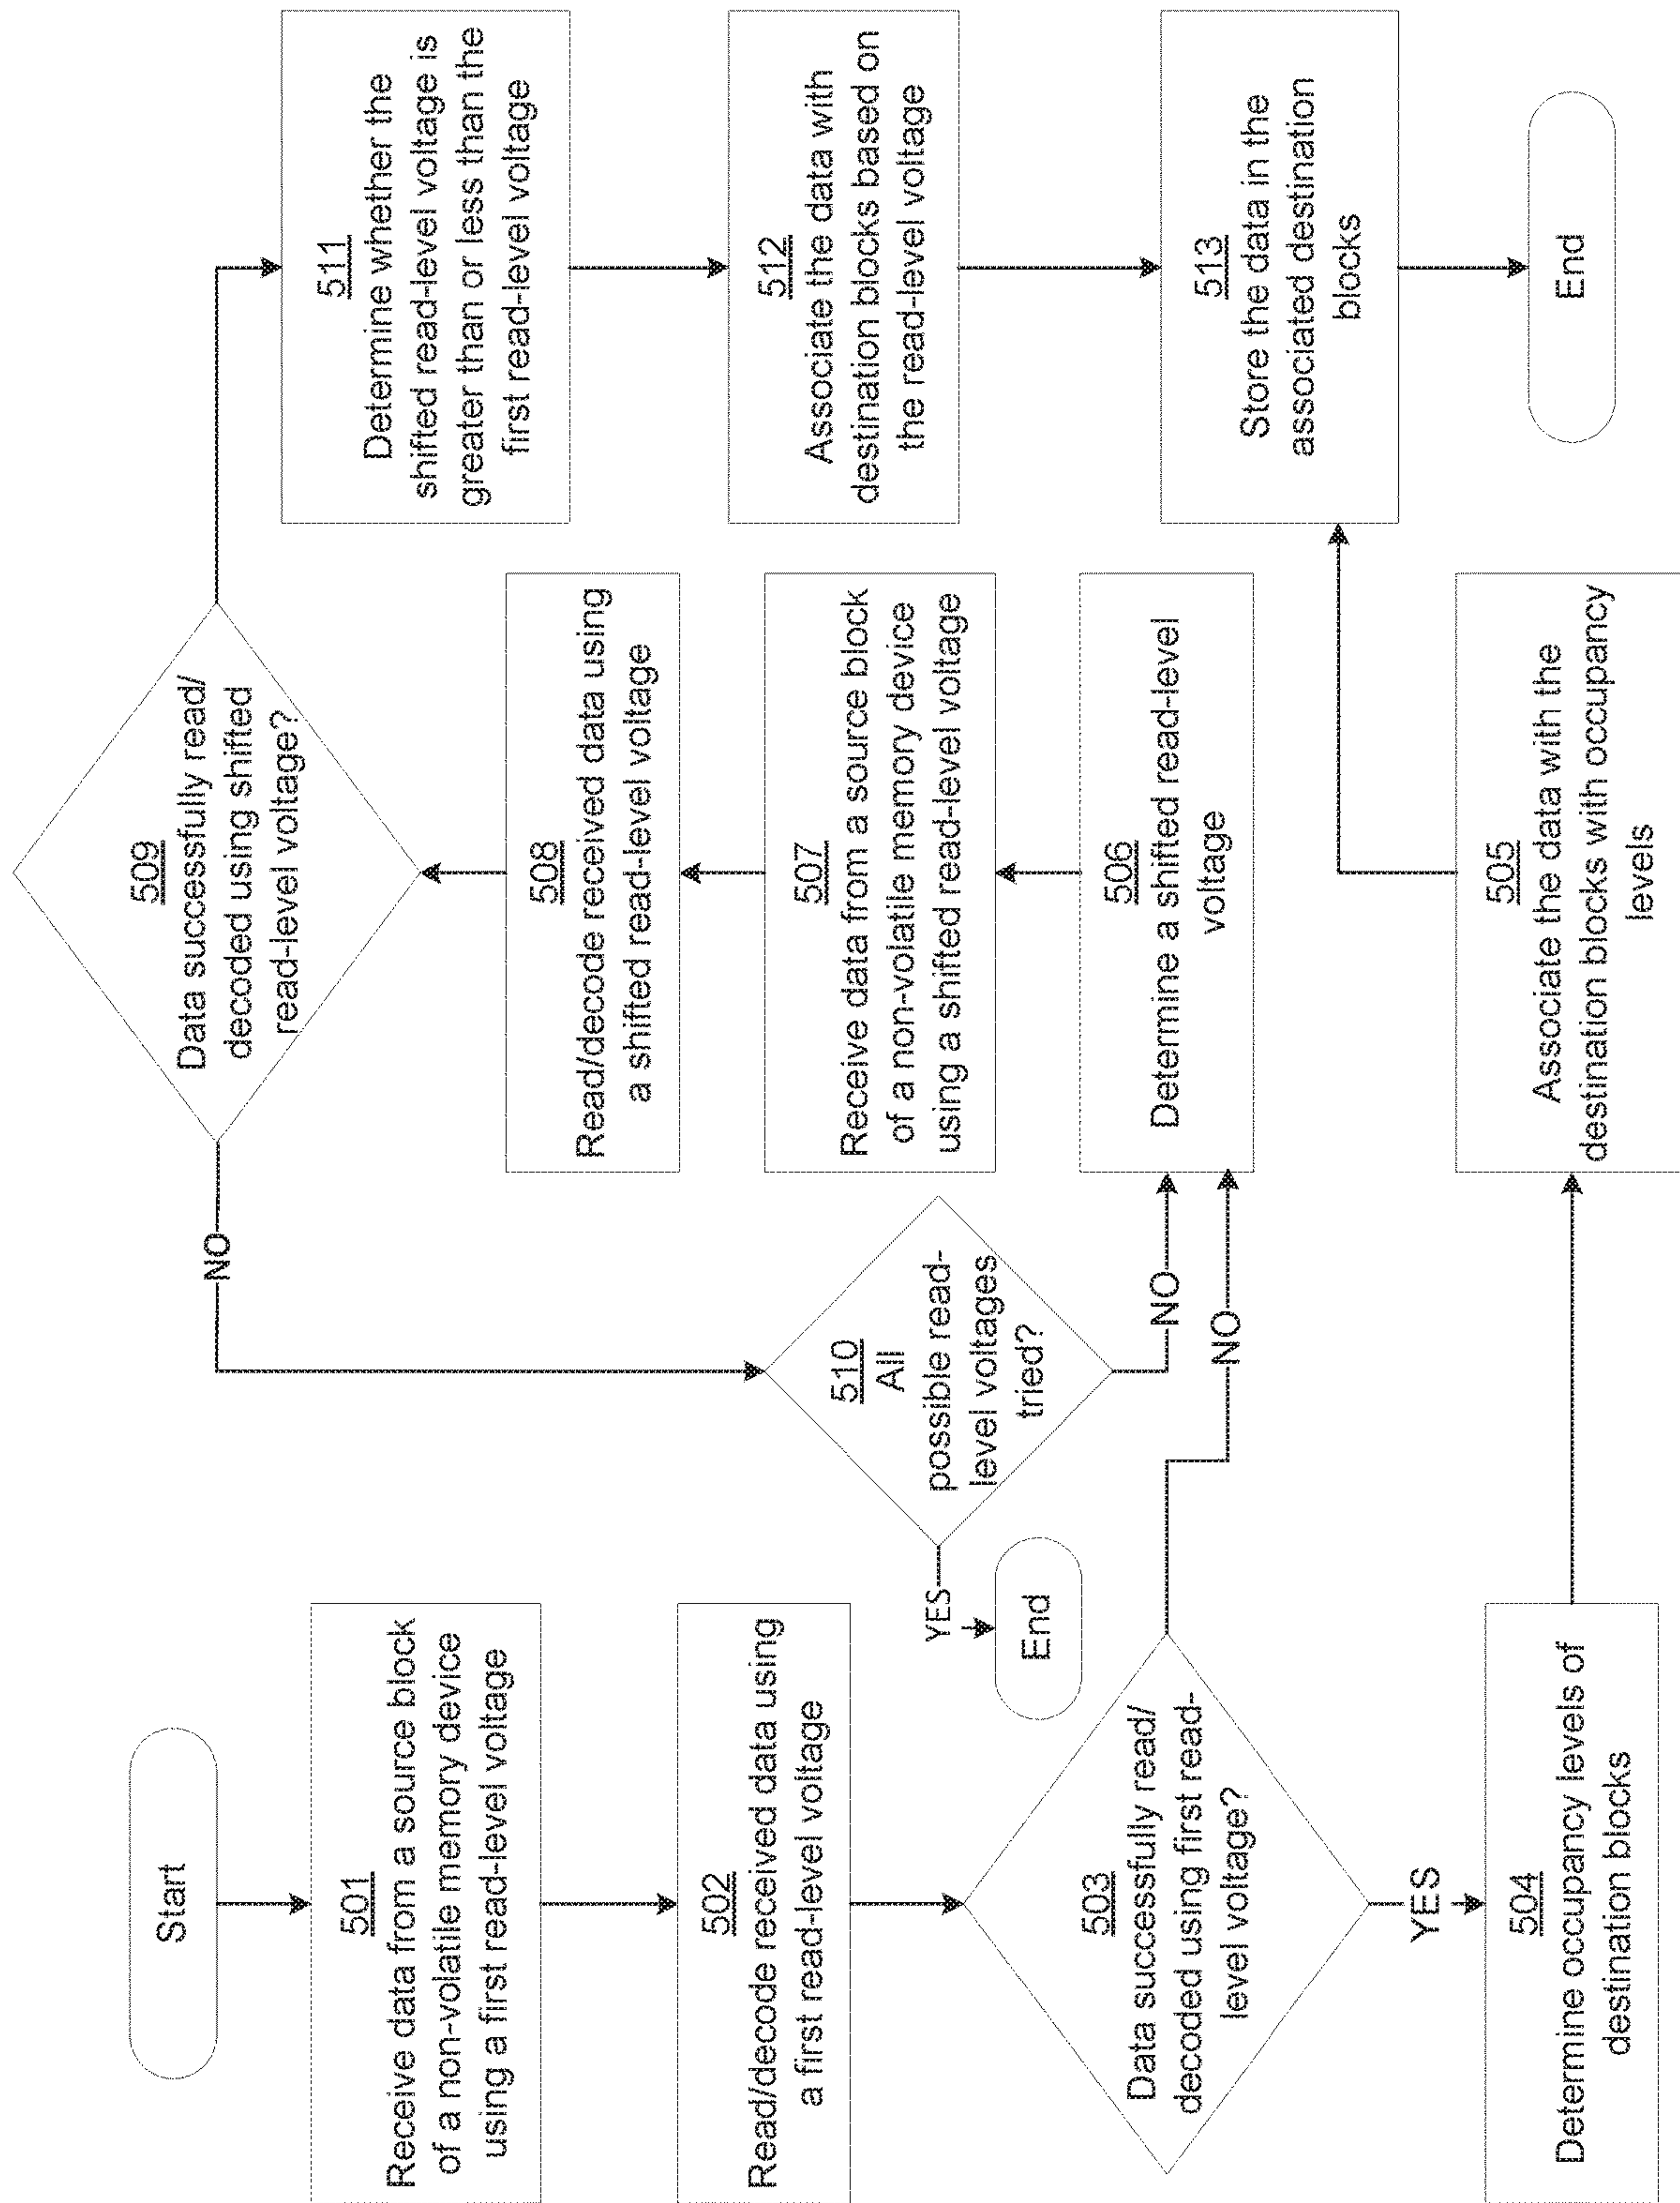 Start
501
Receive data from a source block
of a non-volatile memory device
using a first read-level voltage
502
Read/decode received data using
a first read-level voltage
503
Data successfully read/
decoded using first read-
level voltage?
YES
504
Determine occupancy levels of
destination blocks
NO
505
Associate the data with the
destination blocks with occupancy
levels
506
Determine a shifted read-level
voltage
507
Receive data from a source block
of a non-volatile memory device
using a shifted read-level voltage
508
Read/decode received data using
a shifted read-level voltage
509
Data successfully read/
decoded using shifted
read-level voltage?
NO
510
All
possible read-
level voltages
tried?
NO
YES
End
511
Determine whether the
shifted read-level voltage is
greater than or less than the
first read-level voltage
512
Associate the data with
destination blocks based on
the read-level voltage
513
Store the data in the
associated destination
blocks
End